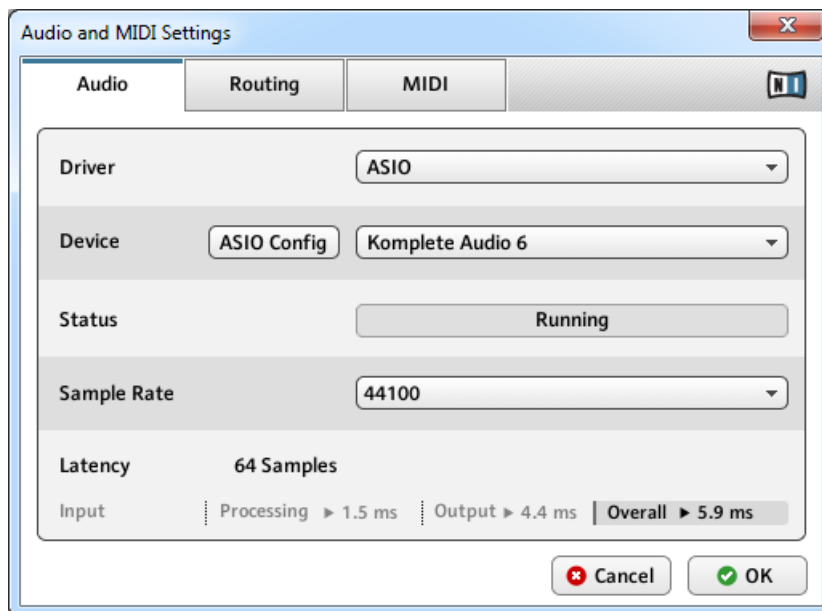 Audio and MIDI Settings
Audio Routing MIDI
NI
Driver ASIO
Device ASIO Config Komplete Audio 6
Status Running
Sample Rate 44100
Latency 64 Samples
Input Processing ▸ 1.5 ms Output ▸ 4.4 ms Overall ▸ 5.9 ms
Cancel OK